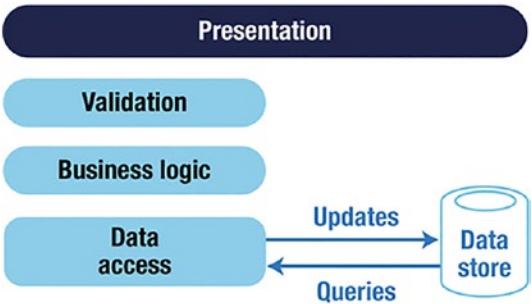 Presentation
Validation
Business logic
Data
access
Updates
Queries
Data
store